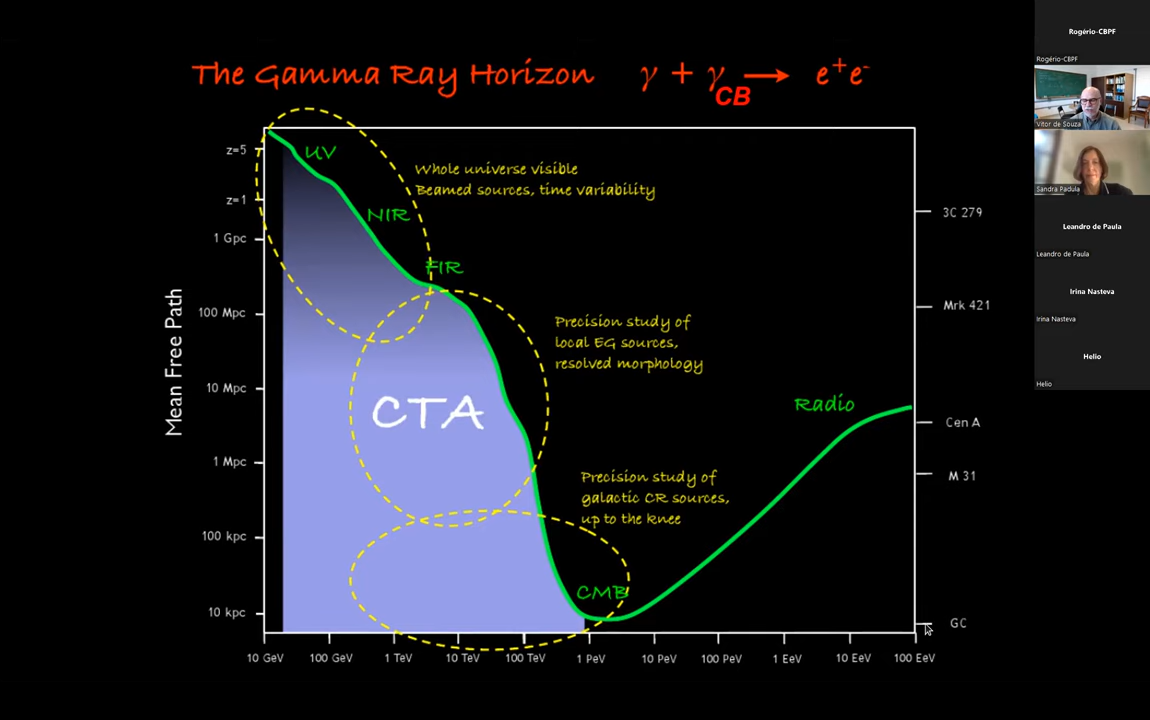 The Gamma Ray Horizon γ + γCB → e+e-
z=5
z=1
1 Gpc
100 Mpc
10 Mpc
1 Mpc
100 kpc
10 kpc
Mean Free Path
UV
NIR
FIR
Whole universe visible
Beamed sources, time variability
Precision study of
local EG sources,
resolved morphology
CTA
Radio
Precision study of
galactic CR sources,
up to the knee
CMB
3C 279
Mrk 421
Cen A
M 31
GC
10 GeV 100 GeV 1 TeV 10 TeV 100 TeV 1 PeV 10 PeV 100 PeV 1 EeV 10 EeV 100 EeV
Rogério-CBPF
Rogério-CBPF
Vitor de Souza
Sandra Padula
Leandro de Paula
Leandro de Paula
Irina Nasteva
Irina Nasteva
Helio
Helio